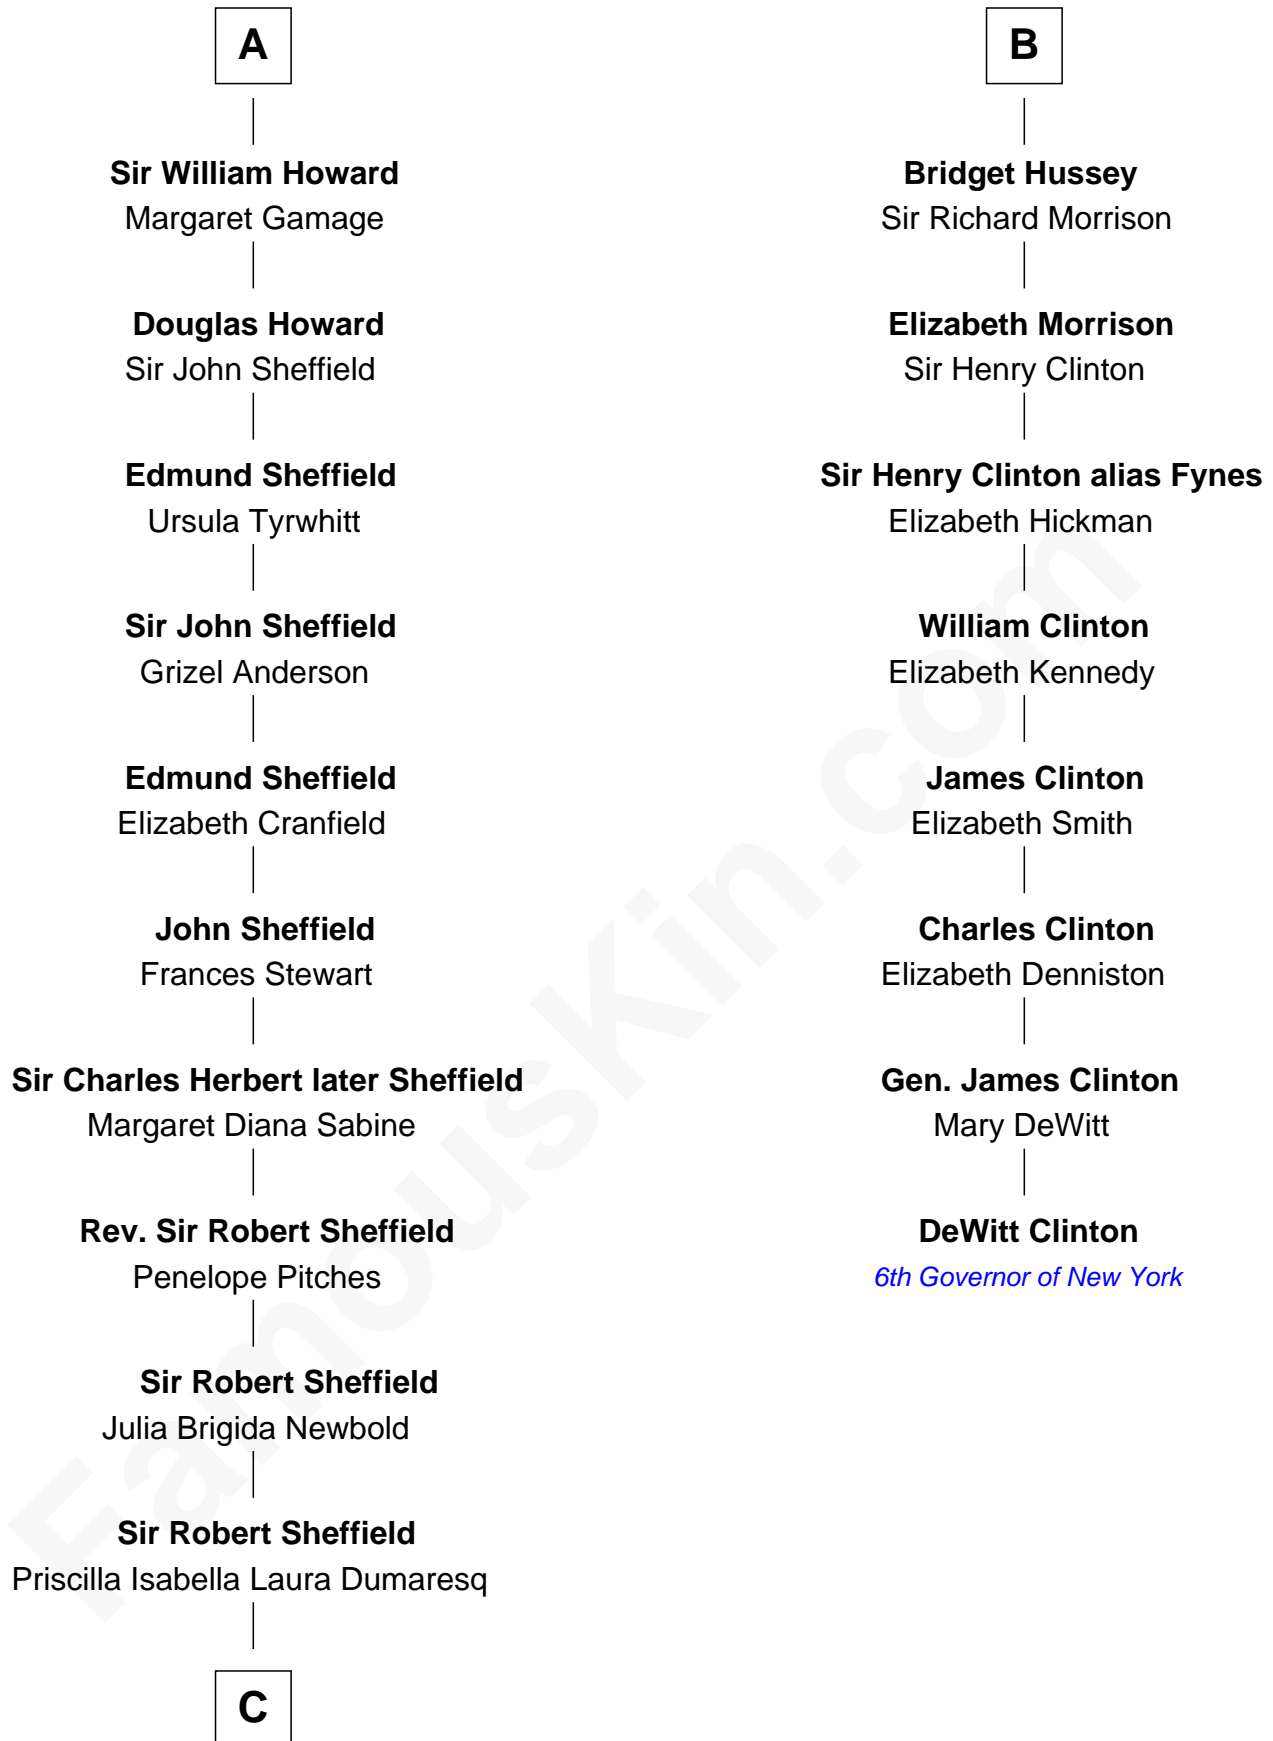 A
Sir William Howard
Margaret Gamage
Douglas Howard
Sir John Sheffield
Edmund Sheffield
Ursula Tyrwhitt
Sir John Sheffield
Grizel Anderson
Edmund Sheffield
Elizabeth Cranfield
John Sheffield
Frances Stewart
Sir Charles Herbert later Sheffield
Margaret Diana Sabine
Rev. Sir Robert Sheffield
Penelope Pitches
Sir Robert Sheffield
Julia Brigida Newbold
Sir Robert Sheffield
Priscilla Isabella Laura Dumaresq
C
B
Bridget Hussey
Sir Richard Morrison
Elizabeth Morrison
Sir Henry Clinton
Sir Henry Clinton alias Fynes
Elizabeth Hickman
William Clinton
Elizabeth Kennedy
James Clinton
Elizabeth Smith
Charles Clinton
Elizabeth Denniston
Gen. James Clinton
Mary DeWitt
DeWitt Clinton
6th Governor of New York
FamousKin.com